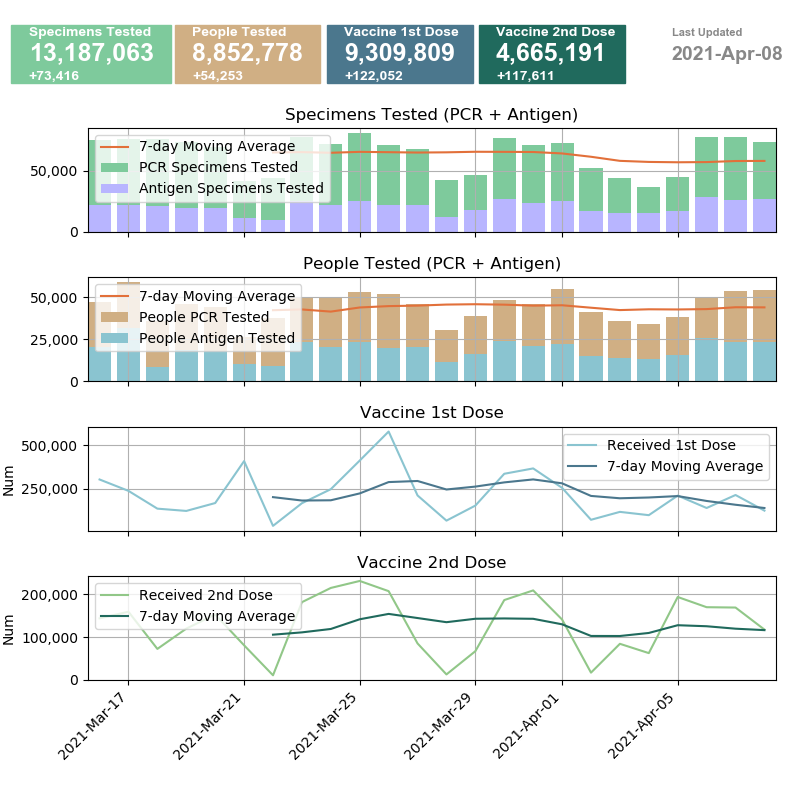 Specimens Tested
13,187,063
+73,416
People Tested
8,852,778
+54,253
Vaccine 1st Dose
9,309,809
+122,052
Vaccine 2nd Dose
4,665,191
+117,611
Last Updated
2021-Apr-08
Specimens Tested (PCR + Antigen)
7-day Moving Average
PCR Specimens Tested
Antigen Specimens Tested
50,000
0
People Tested (PCR + Antigen)
7-day Moving Average
People PCR Tested
People Antigen Tested
50,000
25,000
0
Vaccine 1st Dose
Received 1st Dose
7-day Moving Average
500,000
250,000
Num
Vaccine 2nd Dose
Received 2nd Dose
7-day Moving Average
200,000
100,000
0
Num
2021-Mar-17
2021-Mar-21
2021-Mar-25
2021-Mar-29
2021-Apr-01
2021-Apr-05